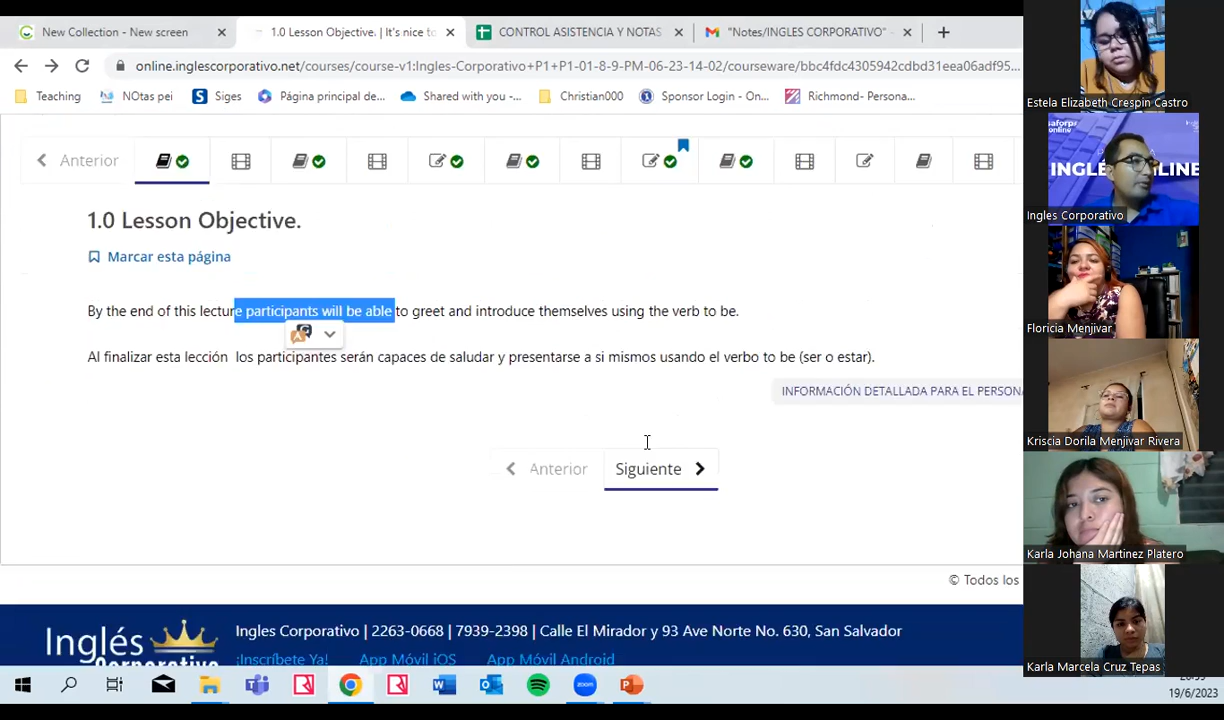 New Collection - New screen
1.0 Lesson Objective. | It's nice to
CONTROL ASISTENCIA Y NOTAS
"Notes/INGLES CORPORATIVO" -
online.inglescorporativo.net/courses/course-v1:Ingles-Corporativo+P1+P1-01-8-9-PM-06-23-14-02/courseware/bbc4fdc4305942cdbd31eea06adf95...
Teaching
NOtas pei
Siges
Página principal de...
Shared with you -...
Christian000
Sponsor Login - On...
Richmond- Persona...
Anterior
1.0 Lesson Objective.
Marcar esta página
By the end of this lecture participants will be able to greet and introduce themselves using the verb to be.
Al finalizar esta lección los participantes serán capaces de saludar y presentarse a si mismos usando el verbo to be (ser o estar).
INFORMACIÓN DETALLADA PARA EL PERSONA
Anterior
Siguiente
© Todos los
Inglés
Ingles Corporativo | 2263-0668 | 7939-2398 | Calle El Mirador y 93 Ave Norte No. 630, San Salvador
¡Inscríbete Ya!
App Móvil iOS
App Móvil Android
19/6/2023
Estela Elizabeth Crespin Castro
INGLÉ
LINE
Ingles Corporativo
Floricia Menjivar
Kriscia Dorila Menjivar Rivera
Karla Johana Martinez Platero
Karla Marcela Cruz Tepas